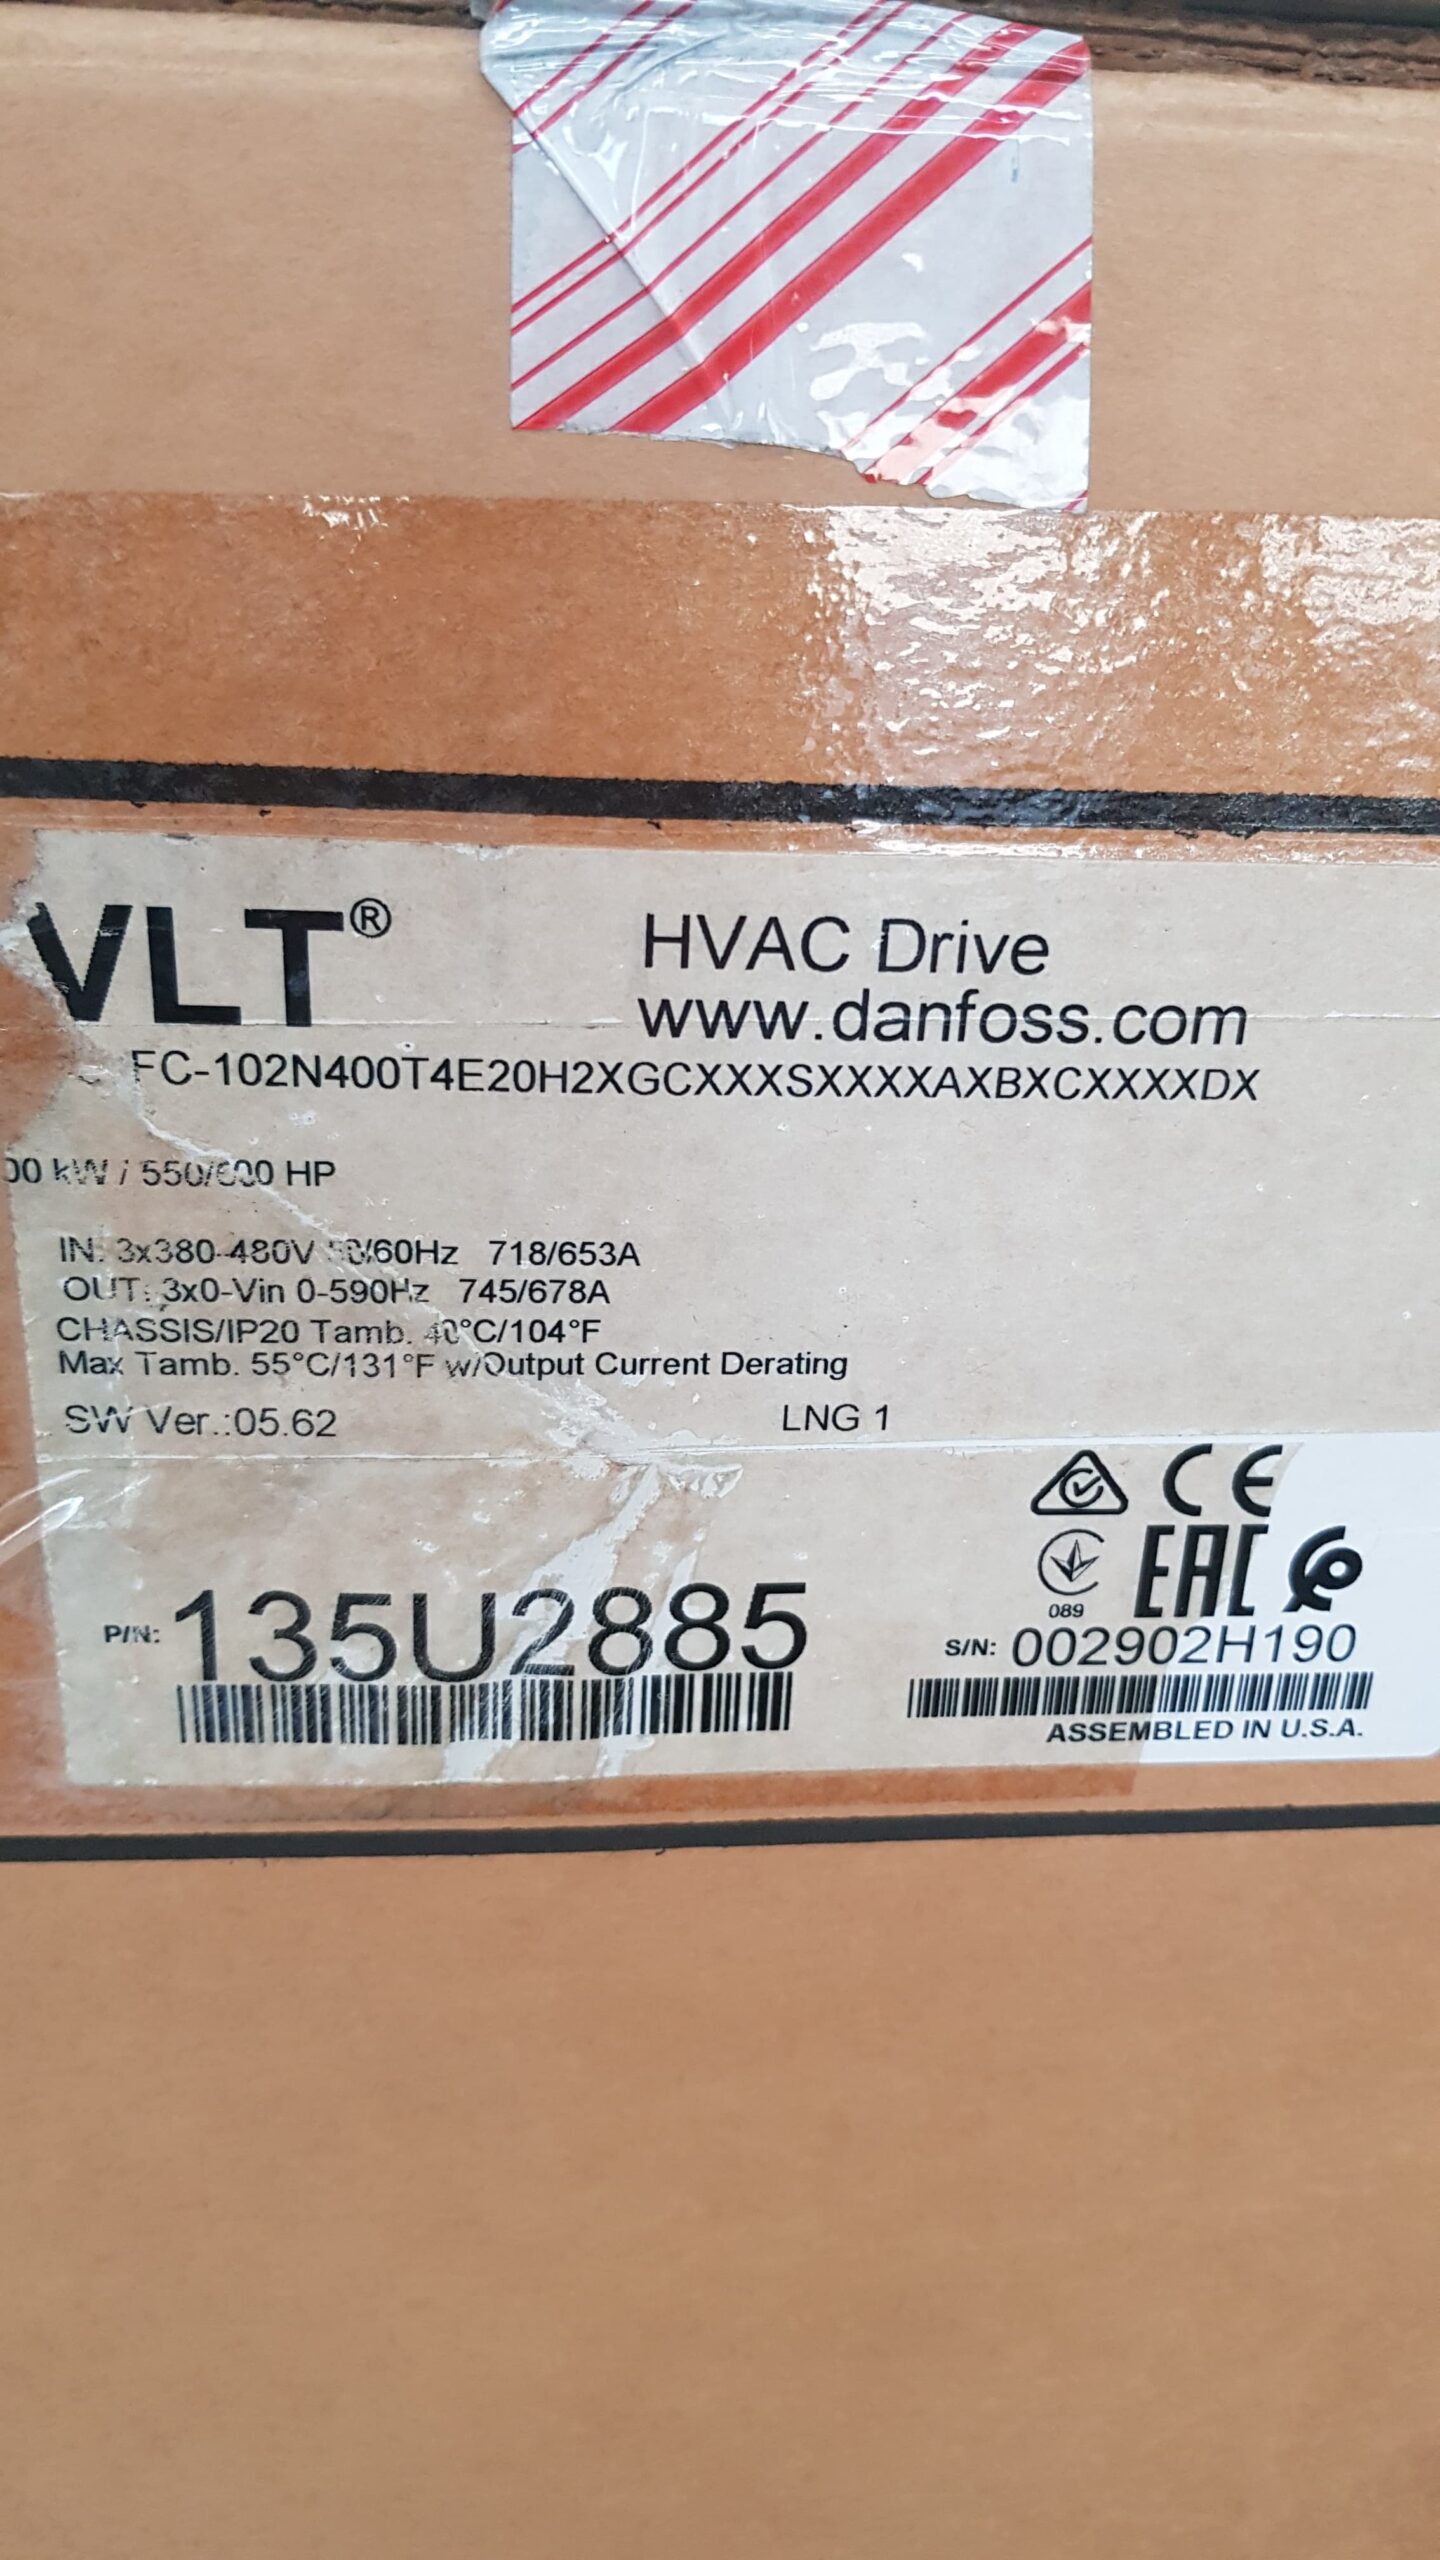 VLT®
HVAC Drive
www.danfoss.com
FC-102N400T4E20H2XGCXXXSXXXXAXBXCXXXXDX
00 kW / 550/600 HP
IN: 3x380-480V 50/60Hz 718/653A
OUT: 3x0-Vin 0-590Hz 745/678A
CHASSIS/IP20 Tamb. 40°C/104°F
Max Tamb. 55°C/131°F w/Output Current Derating
SW Ver.:05.62 LNG 1
CE
089 EAC
P/N: 135U2885
S/N: 002902H190
ASSEMBLED IN U.S.A.